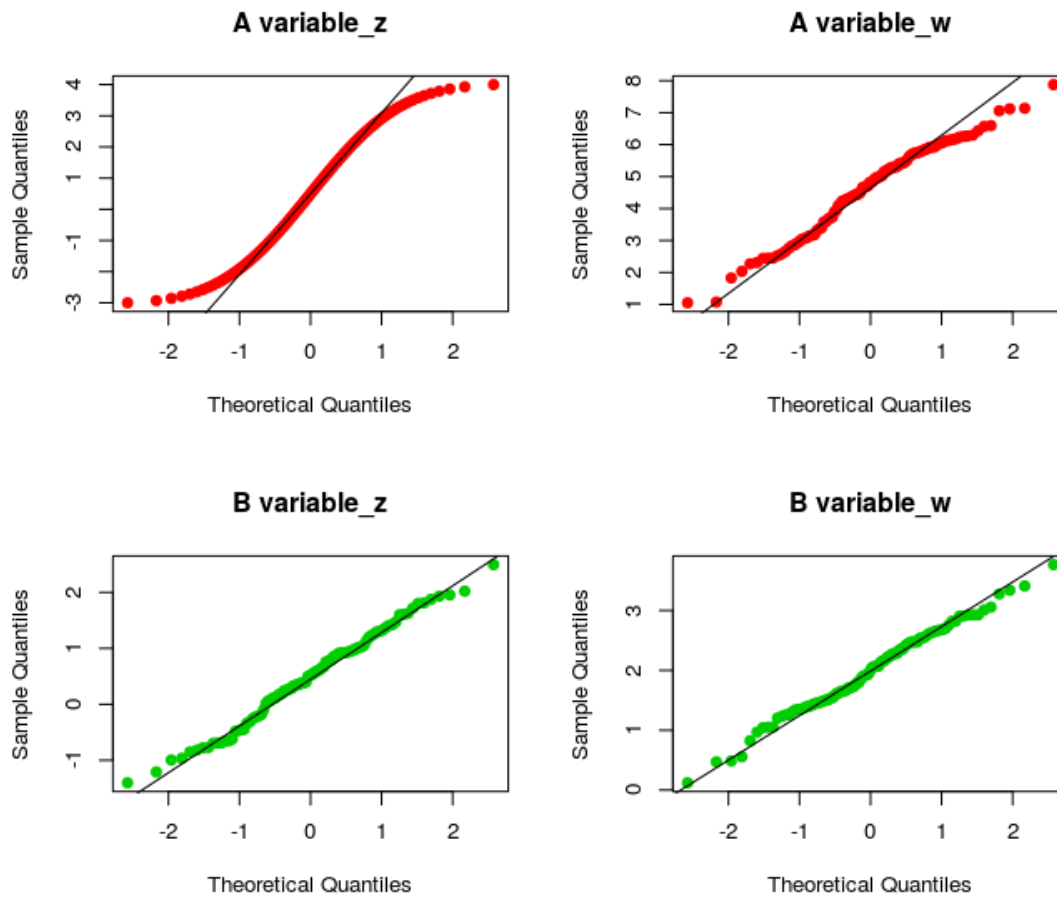 A variable_z
A variable_w
Sample Quantiles
-3 -1 1 2 3 4
-2 -1 0 1 2
Theoretical Quantiles
Sample Quantiles
1 2 3 4 5 6 7 8
-2 -1 0 1 2
Theoretical Quantiles
B variable_z
B variable_w
Sample Quantiles
-1 0 1 2
-2 -1 0 1 2
Theoretical Quantiles
Sample Quantiles
0 1 2 3
-2 -1 0 1 2
Theoretical Quantiles